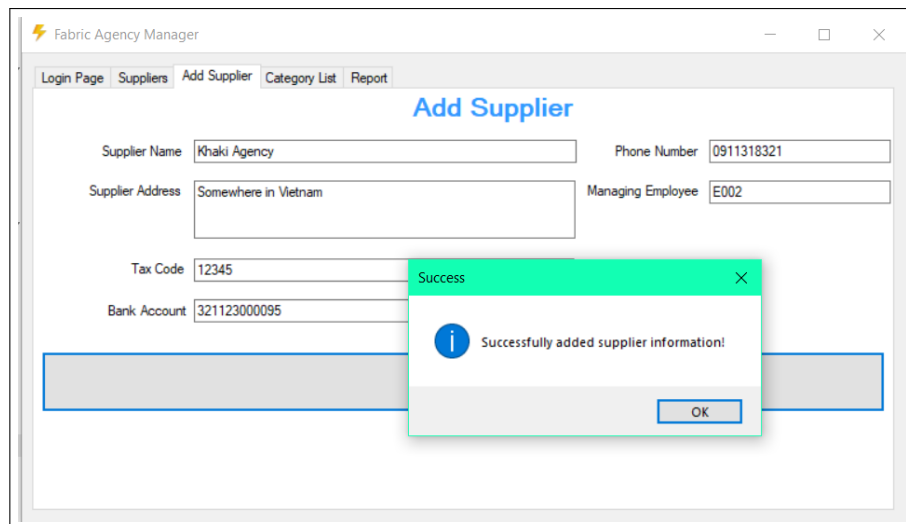 Fabric Agency Manager
Login Page Suppliers Add Supplier Category List Report
Add Supplier
Supplier Name Khaki Agency Phone Number 0911318321
Supplier Address Somewhere in Vietnam Managing Employee E002
Tax Code 12345
Bank Account 321123000095
Success
Successfully added supplier information!
OK